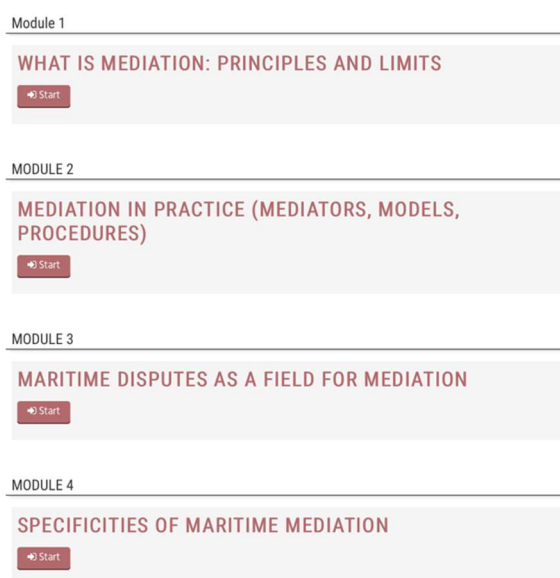 Module 1
WHAT IS MEDIATION: PRINCIPLES AND LIMITS
Start
MODULE 2
MEDIATION IN PRACTICE (MEDIATORS, MODELS,
PROCEDURES)
Start
MODULE 3
MARITIME DISPUTES AS A FIELD FOR MEDIATION
Start
MODULE 4
SPECIFICITIES OF MARITIME MEDIATION
Start